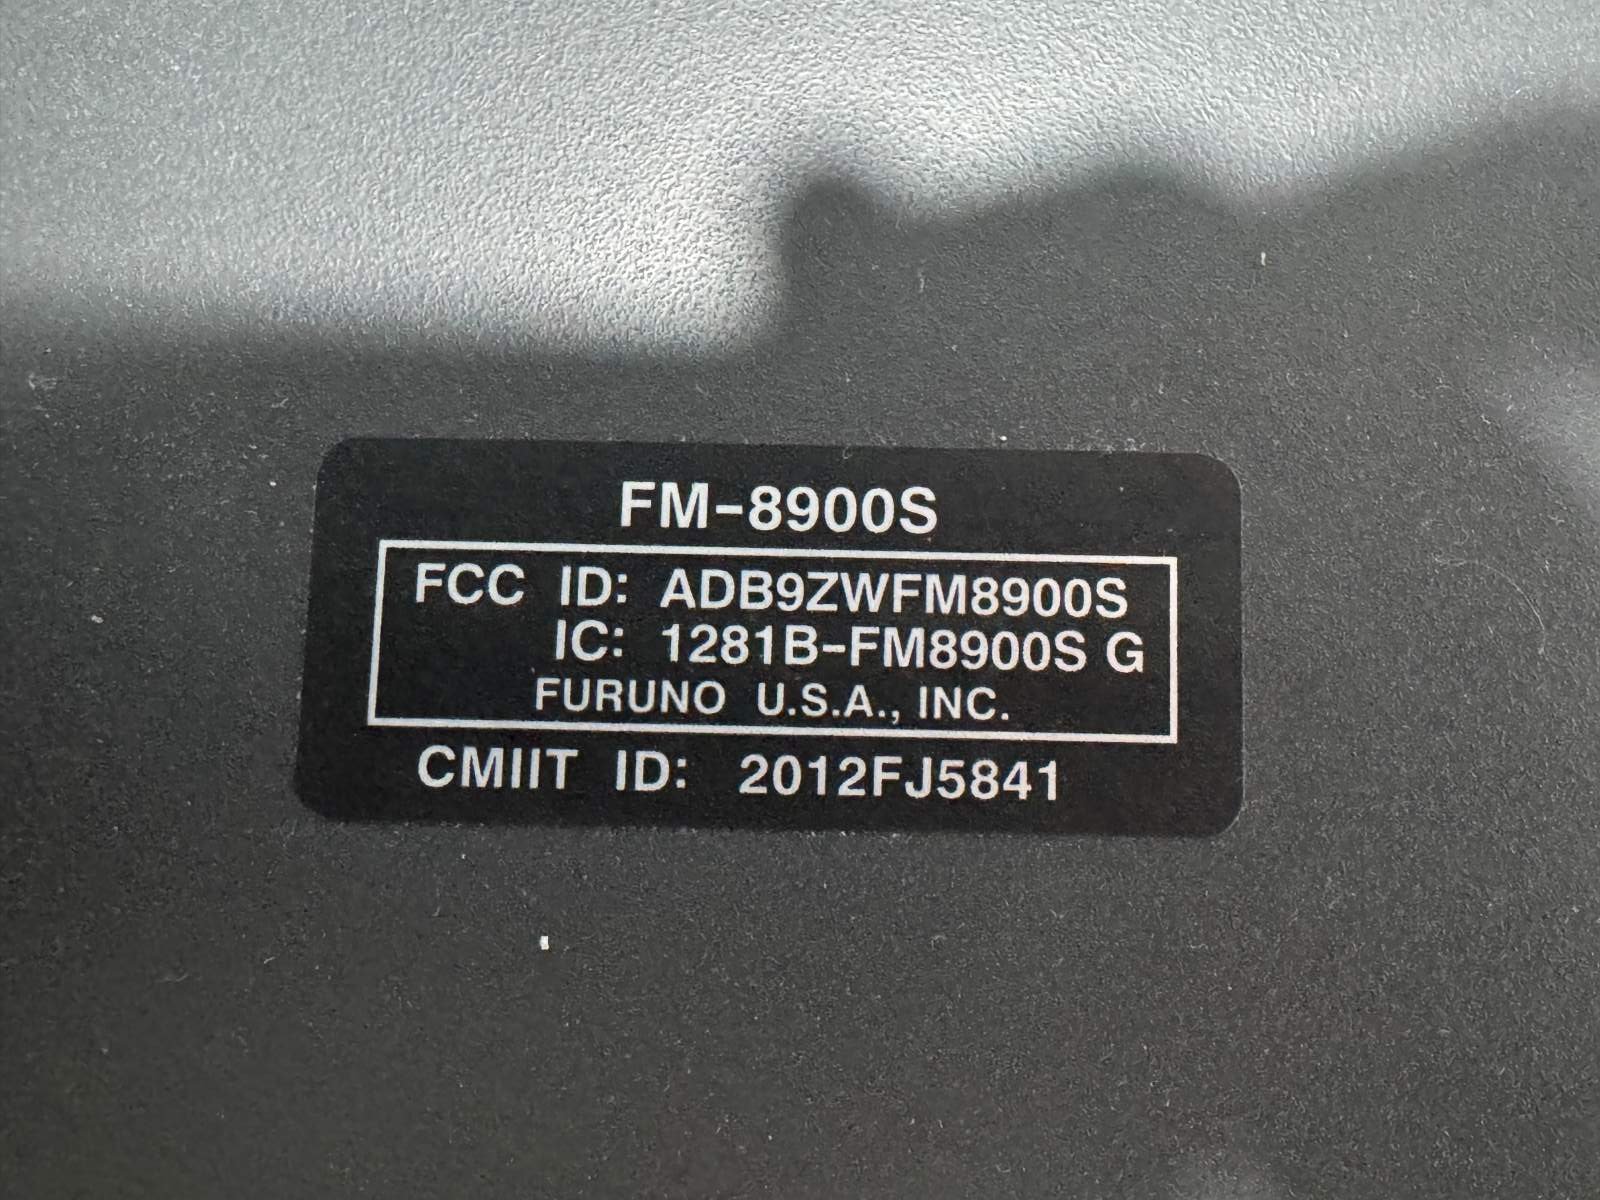 FM-8900S
FCC ID: ADB9ZWFM8900S
IC: 1281B-FM8900S G
FURUNO U.S.A., INC.
CMIIT ID: 2012FJ5841